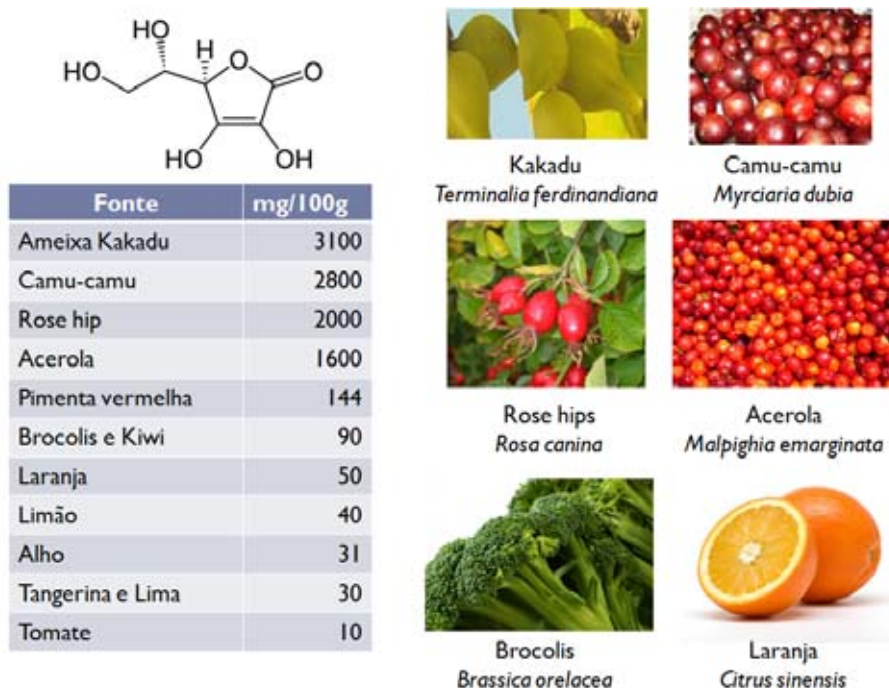 HO
H
HO
O
O
HO
OH
Fonte mg/100g
Ameixa Kakadu 3100
Camu-camu 2800
Rose hip 2000
Acerola 1600
Pimenta vermelha 144
Brocolis e Kiwi 90
Laranja 50
Limão 40
Alho 31
Tangerina e Lima 30
Tomate 10
Kakadu
Terminalia ferdinandiana
Camu-camu
Myrciaria dubia
Rose hips
Rosa canina
Acerola
Malpighia emarginata
Brocolis
Brassica orelacea
Laranja
Citrus sinensis